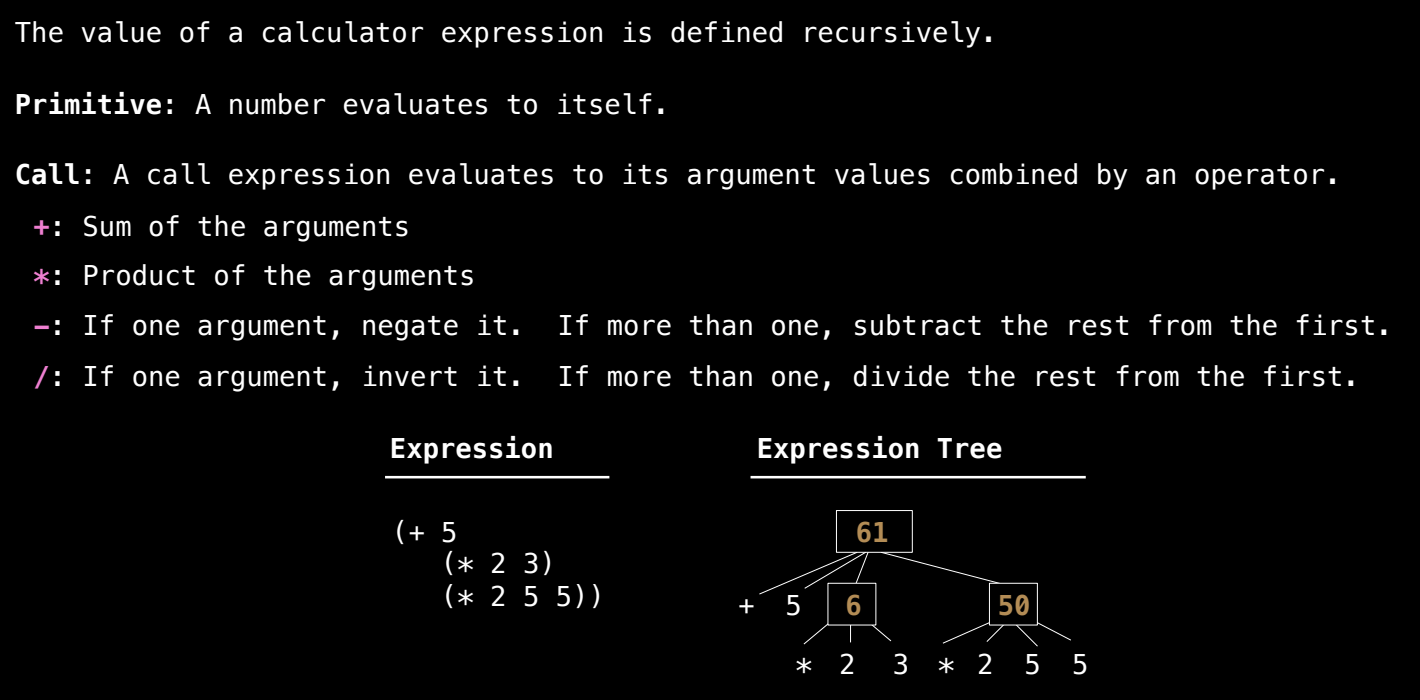 The value of a calculator expression is defined recursively.
Primitive: A number evaluates to itself.
Call: A call expression evaluates to its argument values combined by an operator.
+: Sum of the arguments
*: Product of the arguments
-: If one argument, negate it.  If more than one, subtract the rest from the first.
/: If one argument, invert it.  If more than one, divide the rest from the first.
Expression
(+ 5
(* 2 3)
(* 2 5 5))
Expression Tree
61
+ 5 6 50
* 2 3 * 2 5 5